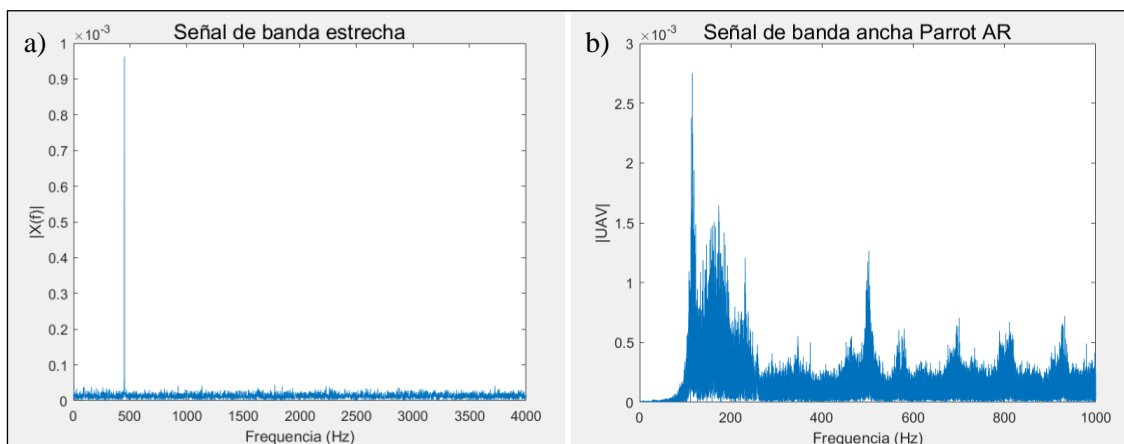 a)
Señal de banda estrecha
×10⁻³
1
0.9
0.8
0.7
0.6
0.5
0.4
0.3
0.2
0.1
0
|X(f)|
0 500 1000 1500 2000 2500 3000 3500 4000
Frequencia (Hz)
b)
Señal de banda ancha Parrot AR
×10⁻³
3
2.5
2
1.5
1
0.5
0
|UAV|
0 200 400 600 800 1000
Frequencia (Hz)